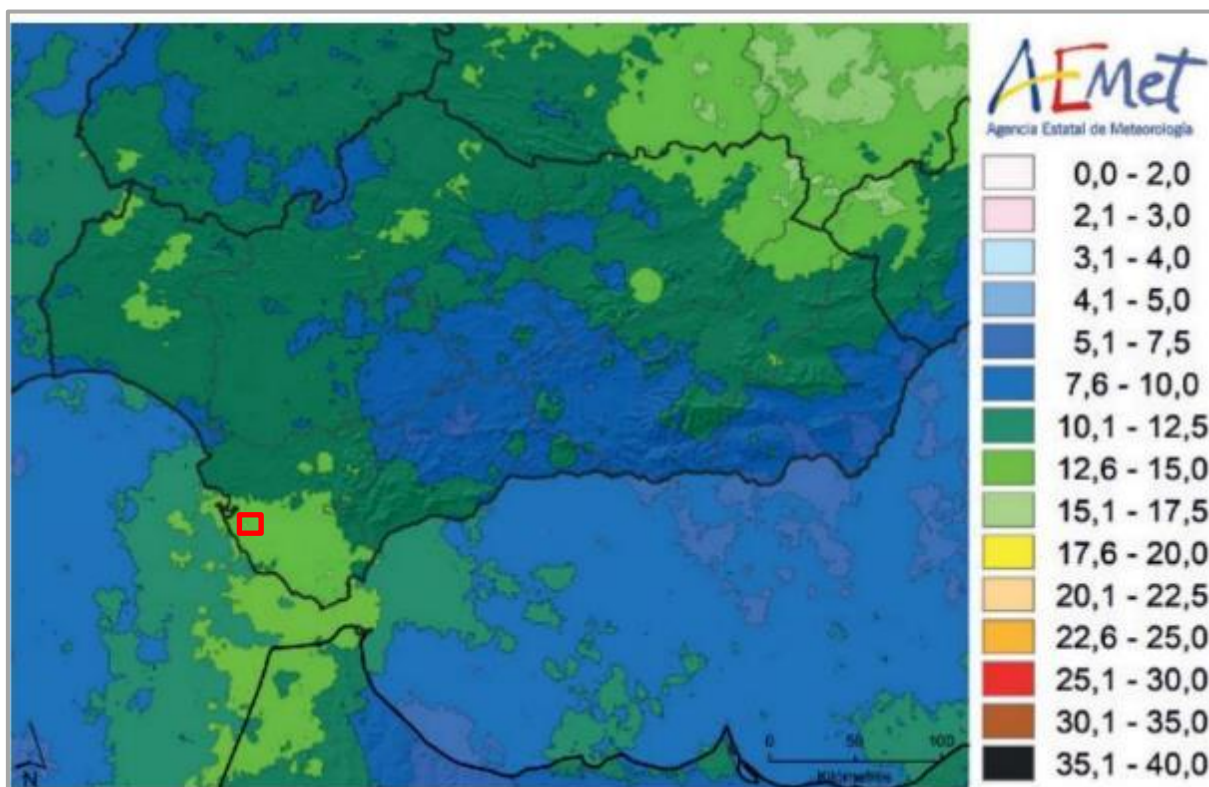 AEMet
Agencia Estatal de Meteorología
0,0 - 2,0
2,1 - 3,0
3,1 - 4,0
4,1 - 5,0
5,1 - 7,5
7,6 - 10,0
10,1 - 12,5
12,6 - 15,0
15,1 - 17,5
17,6 - 20,0
20,1 - 22,5
22,6 - 25,0
25,1 - 30,0
30,1 - 35,0
35,1 - 40,0
0 50 100
Kilómetros
N